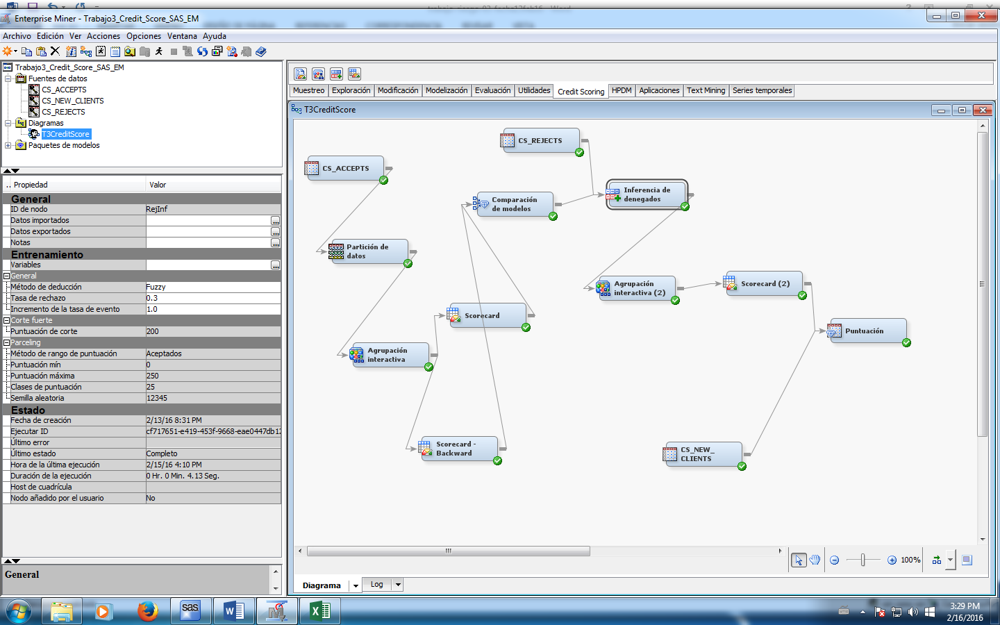 Enterprise Miner - Trabajo3_Credit_Score_SAS_EM
Archivo Edición Ver Acciones Opciones Ventana Ayuda
Trabajo3_Credit_Score_SAS_EM
Fuentes de datos
CS_ACCEPTS
CS_NEW_CLIENTS
CS_REJECTS
Diagramas
T3CreditScore
Paquetes de modelos
.. Propiedad Valor
General
ID de nodo RejInf
Datos importados ...
Datos exportados ...
Notas ...
Entrenamiento
Variables ...
General
Método de deducción Fuzzy
Tasa de rechazo 0.3
Incremento de la tasa de evento 1.0
Corte fuerte
Puntuación de corte 200
Parceling
Método de rango de puntuación Aceptados
Puntuación mín 0
Puntuación máxima 250
Clases de puntuación 25
Semilla aleatoria 12345
Estado
Fecha de creación 2/13/16 8:31 PM
Ejecutar ID cf717651-e419-453f-9668-eae0447db12
Último error
Último estado Completo
Hora de la última ejecución 2/15/16 4:10 PM
Duración de la ejecución 0 Hr. 0 Min. 4.13 Seg.
Host de cuadrícula
Nodo añadido por el usuario No
General
Muestreo Exploración Modificación Modelización Evaluación Utilidades Credit Scoring HPDM Aplicaciones Text Mining Series temporales
T3CreditScore
CS_REJECTS
CS_ACCEPTS
Inferencia de
denegados
Comparación
de modelos
Partición de
datos
Agrupación
interactiva (2)
Scorecard (2)
Scorecard
Puntuación
Agrupación
interactiva
Scorecard -
Backward
CS_NEW_
CLIENTS
100%
Diagrama Log
sas
3:29 PM
2/16/2016